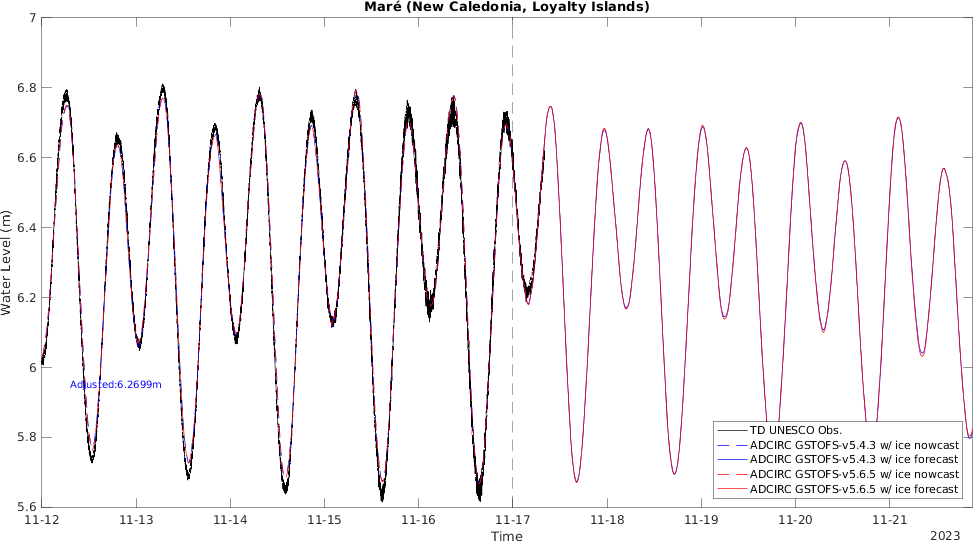 Maré (New Caledonia, Loyalty Islands)
7
6.8
6.6
6.4
6.2
6
5.8
5.6
Water Level (m)
Adjusted:6.2699m
TD UNESCO Obs.
ADCIRC GSTOFS-v5.4.3 w/ ice nowcast
ADCIRC GSTOFS-v5.4.3 w/ ice forecast
ADCIRC GSTOFS-v5.6.5 w/ ice nowcast
ADCIRC GSTOFS-v5.6.5 w/ ice forecast
11-12 11-13 11-14 11-15 11-16 11-17 11-18 11-19 11-20 11-21
Time
2023